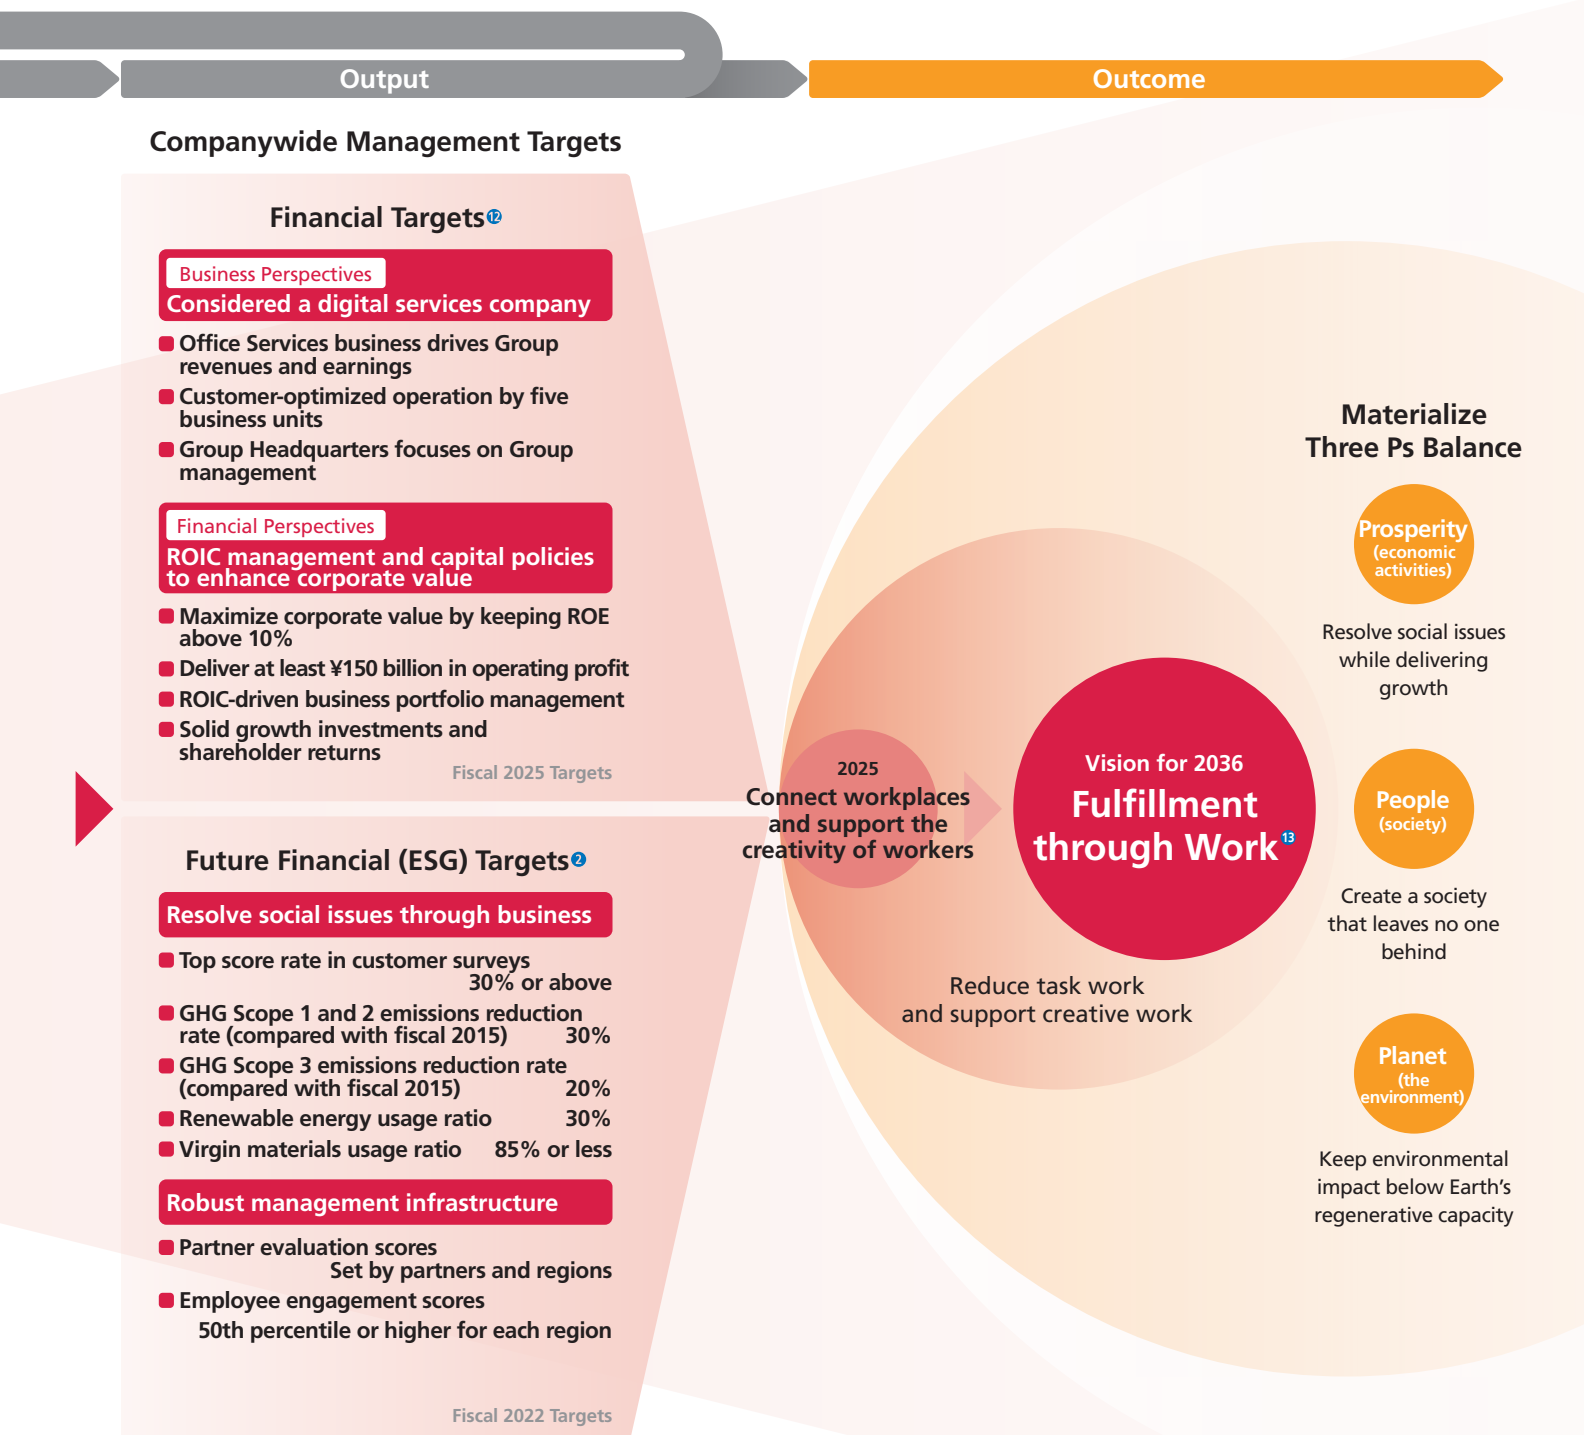 Output
Outcome
Companywide Management Targets
Financial Targets 12
Business Perspectives
Considered a digital services company
Office Services business drives Group
revenues and earnings
Customer-optimized operation by five
business units
Group Headquarters focuses on Group
management
Financial Perspectives
ROIC management and capital policies
to enhance corporate value
Maximize corporate value by keeping ROE
above 10%
Deliver at least ¥150 billion in operating profit
ROIC-driven business portfolio management
Solid growth investments and
shareholder returns
Fiscal 2025 Targets
Future Financial (ESG) Targets 2
Resolve social issues through business
Top score rate in customer surveys
30% or above
GHG Scope 1 and 2 emissions reduction
rate (compared with fiscal 2015) 30%
GHG Scope 3 emissions reduction rate
(compared with fiscal 2015) 20%
Renewable energy usage ratio 30%
Virgin materials usage ratio 85% or less
Robust management infrastructure
Partner evaluation scores
Set by partners and regions
Employee engagement scores
50th percentile or higher for each region
Fiscal 2022 Targets
2025
Connect workplaces
and support the
creativity of workers
Vision for 2036
Fulfillment
through Work 13
Reduce task work
and support creative work
Materialize
Three Ps Balance
Prosperity
(economic
activities)
Resolve social issues
while delivering
growth
People
(society)
Create a society
that leaves no one
behind
Planet
(the
environment)
Keep environmental
impact below Earth's
regenerative capacity